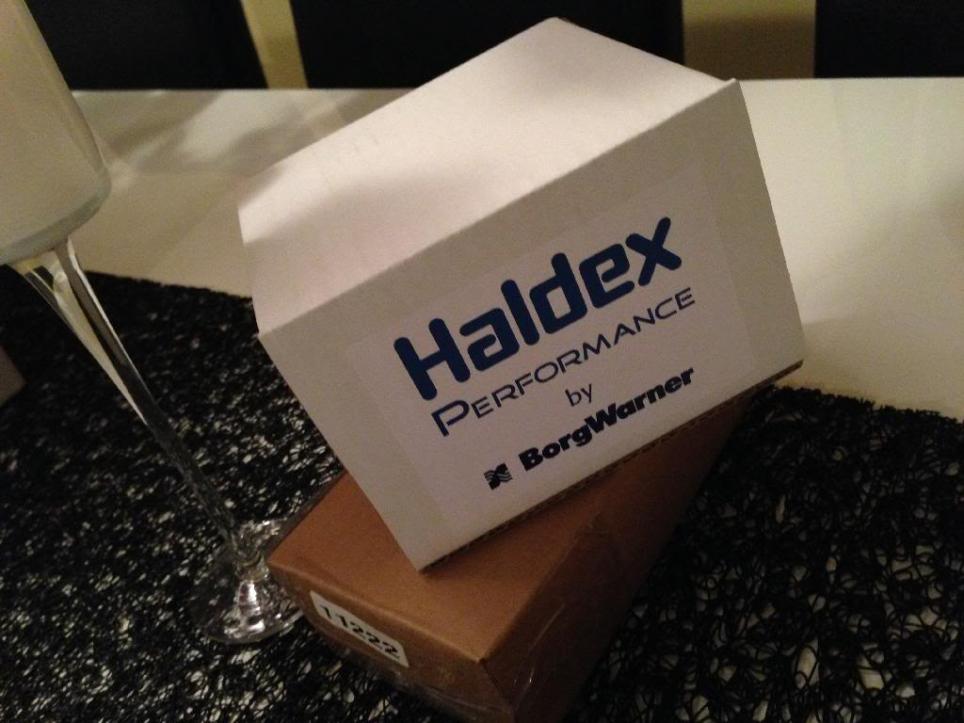 Haldex
PERFORMANCE
by
BorgWarner
11222